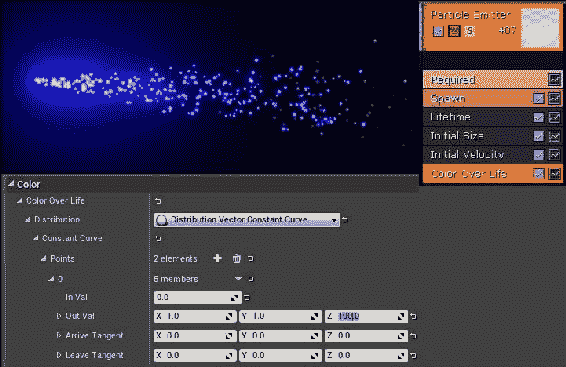 Particle Emitter
S
407
Required
Spawn
Lifetime
Initial Size
Initial Velocity
Color Over Life
Color
Color Over Life
Distribution
Distribution Vector Constant Curve
Constant Curve
Points
2 elements
0
5 members
In Val
0.0
Out Val
X 1.0
Y 1.0
Z 100.0
Arrive Tangent
X 0.0
Y 0.0
Z 0.0
Leave Tangent
X 0.0
Y 0.0
Z 0.0